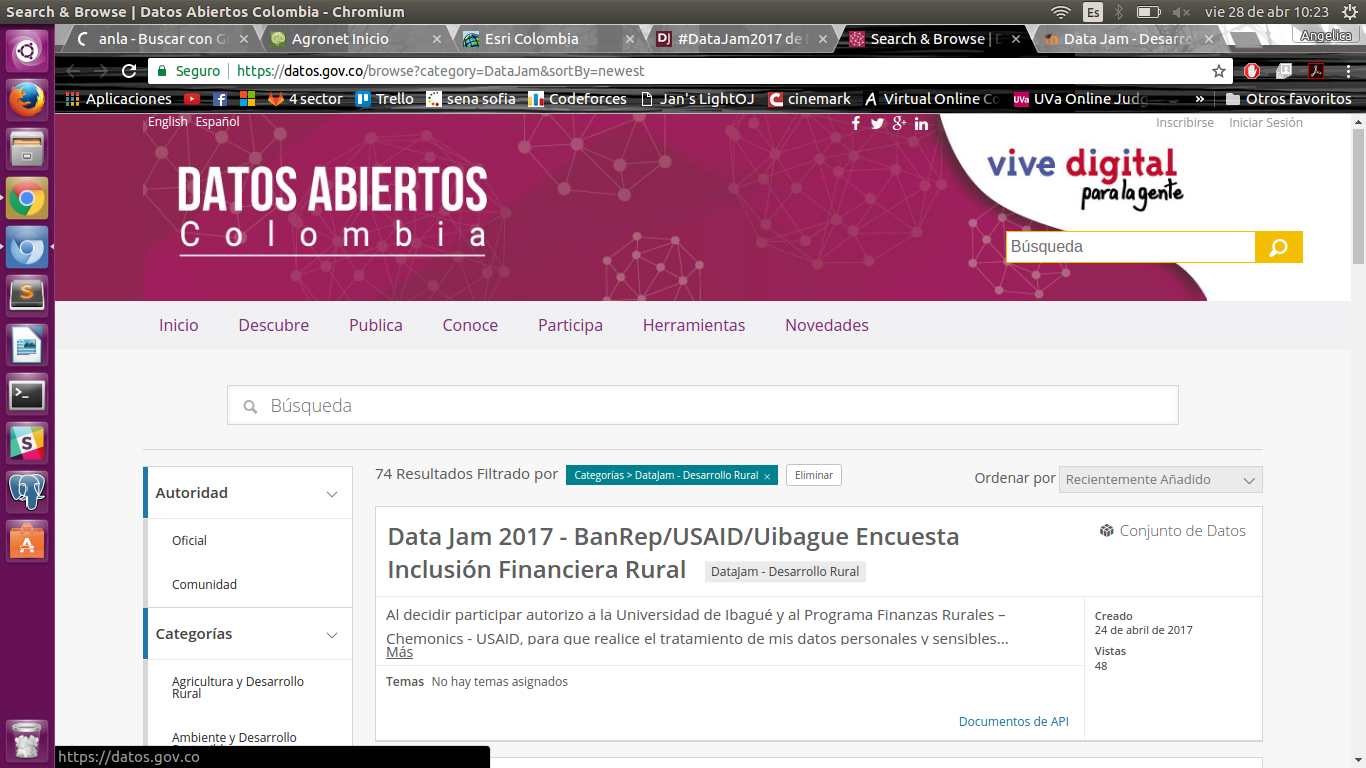 Search & Browse | Datos Abiertos Colombia - Chromium
Es
vie 28 de abr 10:23
anla - Buscar con Go
Agronet Inicio
Esri Colombia
#DataJam2017 de
Search & Browse |
Data Jam - Desarro
Angelica
Seguro
https://datos.gov.co/browse?category=DataJam&sortBy=newest
Aplicaciones
4 sector
Trello
sena sofia
Codeforces
Jan's LightOJ
cinemark
Virtual Online Co
UVa Online Judg
»
Otros favoritos
English Español
Inscribirse Iniciar Sesión
DATOS ABIERTOS
Colombia
vive digital
para la gente
Búsqueda
Inicio Descubre Publica Conoce Participa Herramientas Novedades
Búsqueda
Autoridad
Oficial
Comunidad
Categorías
Agricultura y Desarrollo
Rural
Ambiente y Desarrollo
74 Resultados Filtrado por
Categorías > DataJam - Desarrollo Rural ×
Eliminar
Ordenar por
Recientemente Añadido
Data Jam 2017 - BanRep/USAID/Uibague Encuesta
Inclusión Financiera Rural
DataJam - Desarrollo Rural
Conjunto de Datos
Al decidir participar autorizo a la Universidad de Ibagué y al Programa Finanzas Rurales –
Chemonics - USAID, para que realice el tratamiento de mis datos personales y sensibles...
Más
Temas No hay temas asignados
Documentos de API
Creado
24 de abril de 2017
Vistas
48
https://datos.gov.co